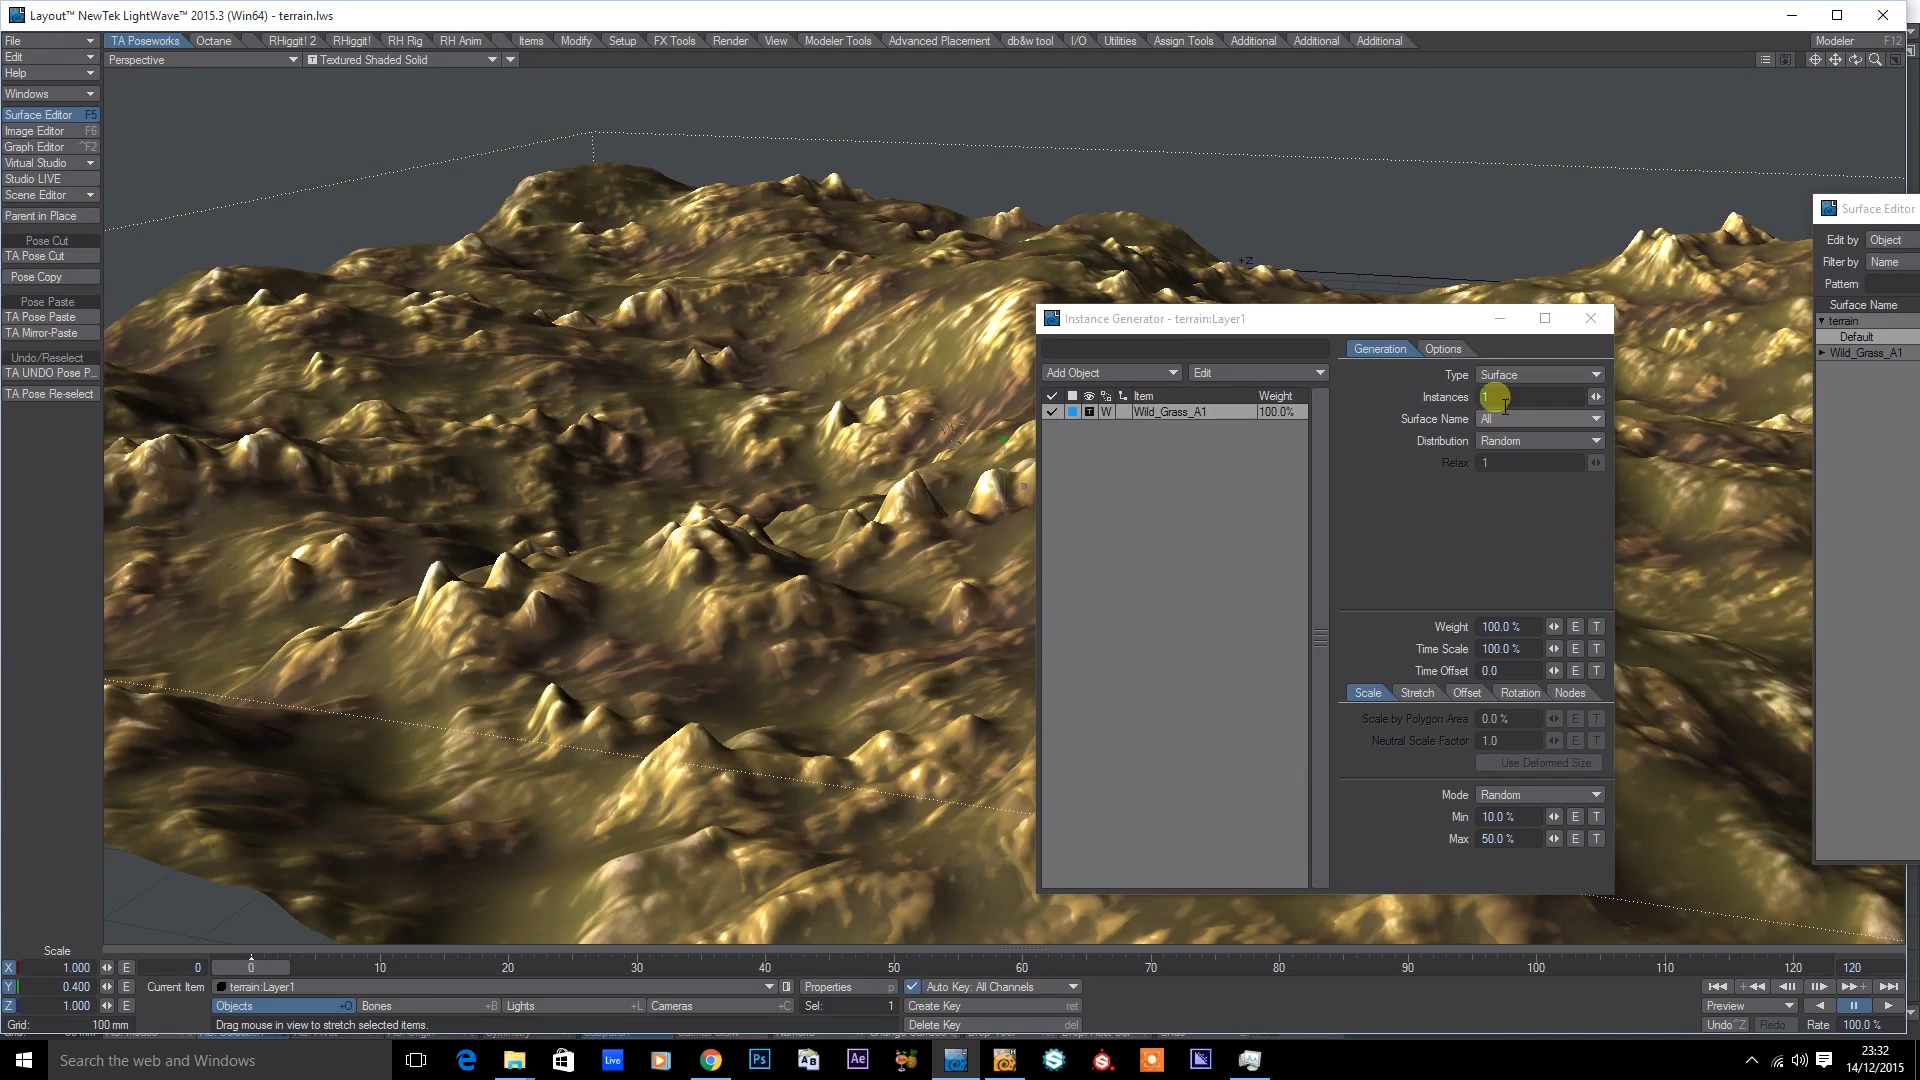 Layout™ NewTek LightWave™ 2015.3 (Win64) - terrain.lws
File
TA Poseworks Octane RHiggit! 2 RHiggit! RH Rig RH Anim Items Modify Setup FX Tools Render View Modeler Tools Advanced Placement db&w tool I/O Utilities Assign Tools Additional Additional Additional Modeler F12
Edit
Perspective T Textured Shaded Solid
Help
Windows
Surface Editor F5
Image Editor F6
Graph Editor ^F2
Virtual Studio
Studio LIVE
Scene Editor
Parent in Place
Pose Cut
TA Pose Cut
Pose Copy
Pose Paste
TA Pose Paste
TA Mirror-Paste
Undo/Reselect
TA UNDO Pose P...
TA Pose Re-select
+Z
Instance Generator - terrain:Layer1
Add Object Edit
Item Weight
T W Wild_Grass_A1 100.0%
Generation Options
Type Surface
Instances 1
Surface Name All
Distribution Random
Relax 1
Weight 100.0 % E T
Time Scale 100.0 % E T
Time Offset 0.0 E T
Scale Stretch Offset Rotation Nodes
Scale by Polygon Area 0.0 % E T
Neutral Scale Factor 1.0 E T
Use Deformed Size
Mode Random
Min 10.0 % E T
Max 50.0 % E T
Surface Editor
Edit by Object
Filter by Name
Pattern
Surface Name
terrain
Default
Wild_Grass_A1
Scale
X 1.000 E 0 0 10 20 30 40 50 60 70 80 90 100 110 120 120
Y 0.400 E Current Item terrain:Layer1 Properties p Auto Key: All Channels
Z 1.000 E Objects +O Bones +B Lights +L Cameras +C Sel: 1 Create Key ret Preview
Grid: 100 mm Drag mouse in view to stretch selected items. Delete Key del Undo ^Z Redo Rate 100.0 %
Search the web and Windows
Live Ps Ae
23:32
14/12/2015